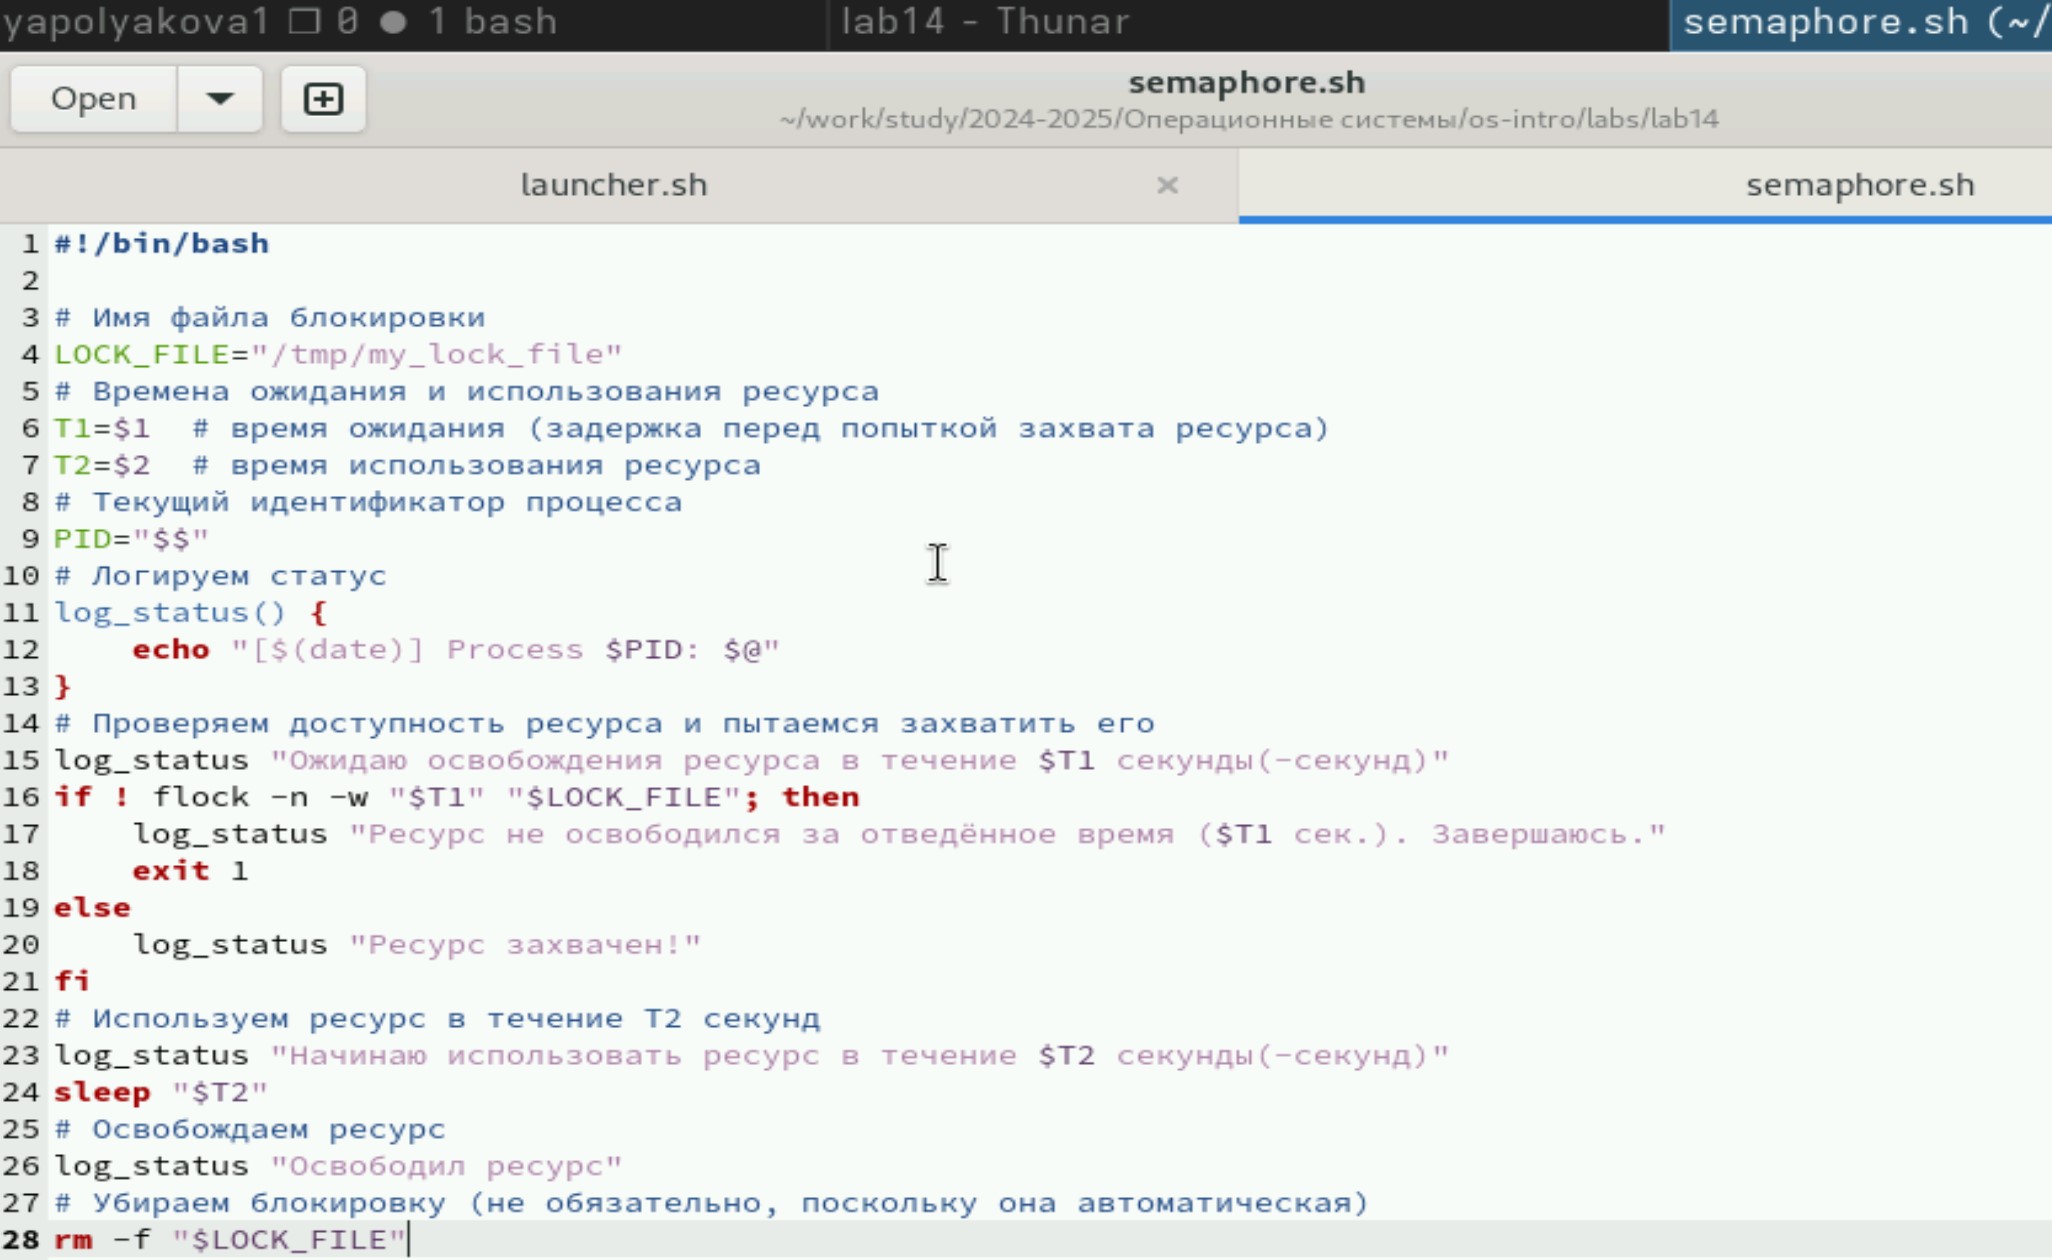 yapolyakova1 ❐ 0 ● 1 bash
lab14 - Thunar
semaphore.sh (~/
Open
semaphore.sh
~/work/study/2024-2025/Операционные системы/os-intro/labs/lab14
launcher.sh ×
semaphore.sh
1 #!/bin/bash
2
3 # Имя файла блокировки
4 LOCK_FILE="/tmp/my_lock_file"
5 # Времена ожидания и использования ресурса
6 T1=$1  # время ожидания (задержка перед попыткой захвата ресурса)
7 T2=$2  # время использования ресурса
8 # Текущий идентификатор процесса
9 PID="$$"
10 # Логируем статус
11 log_status() {
12     echo "[$(date)] Process $PID: $@"
13 }
14 # Проверяем доступность ресурса и пытаемся захватить его
15 log_status "Ожидаю освобождения ресурса в течение $T1 секунды(-секунд)"
16 if ! flock -n -w "$T1" "$LOCK_FILE"; then
17     log_status "Ресурс не освободился за отведённое время ($T1 сек.). Завершаюсь."
18     exit 1
19 else
20     log_status "Ресурс захвачен!"
21 fi
22 # Используем ресурс в течение T2 секунд
23 log_status "Начинаю использовать ресурс в течение $T2 секунды(-секунд)"
24 sleep "$T2"
25 # Освобождаем ресурс
26 log_status "Освободил ресурс"
27 # Убираем блокировку (не обязательно, поскольку она автоматическая)
28 rm -f "$LOCK_FILE"